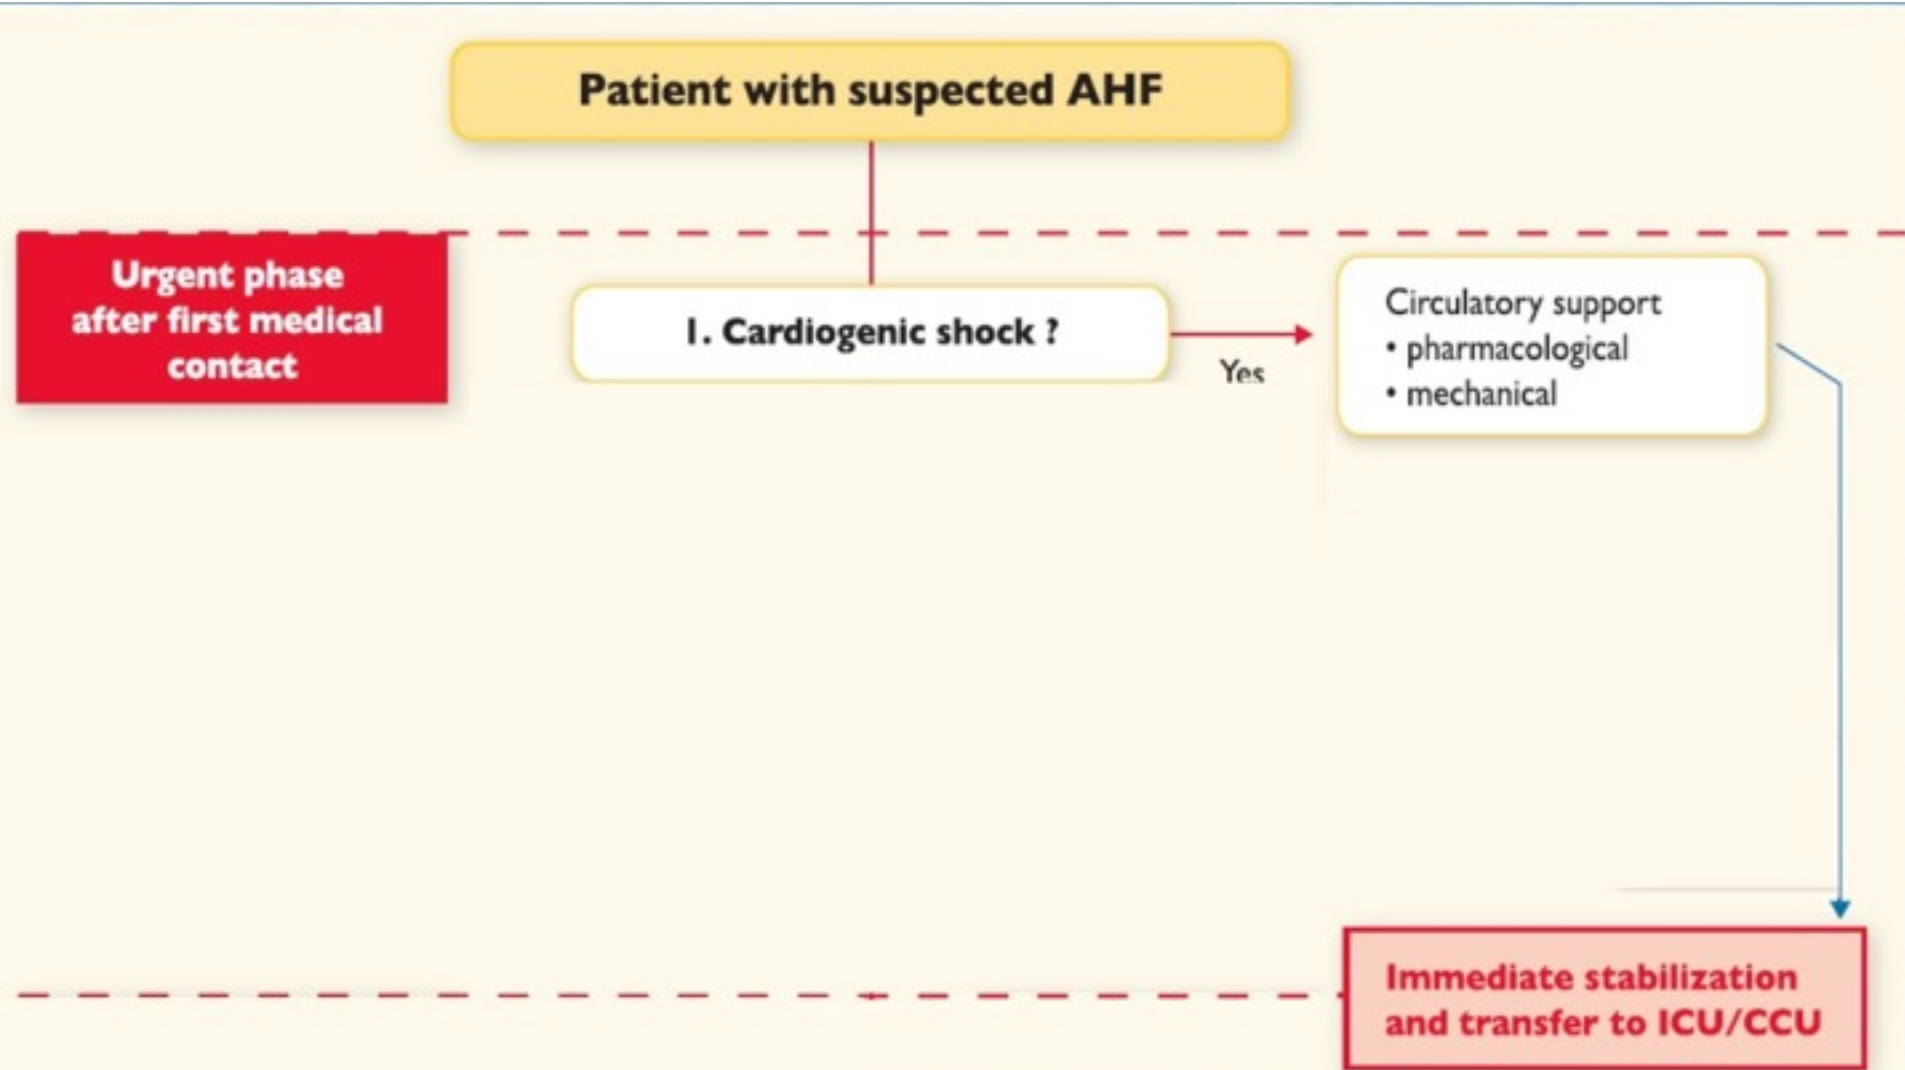 Patient with suspected AHF
Urgent phase
after first medical
contact
1. Cardiogenic shock ?
Yes
Circulatory support
• pharmacological
• mechanical
Immediate stabilization
and transfer to ICU/CCU